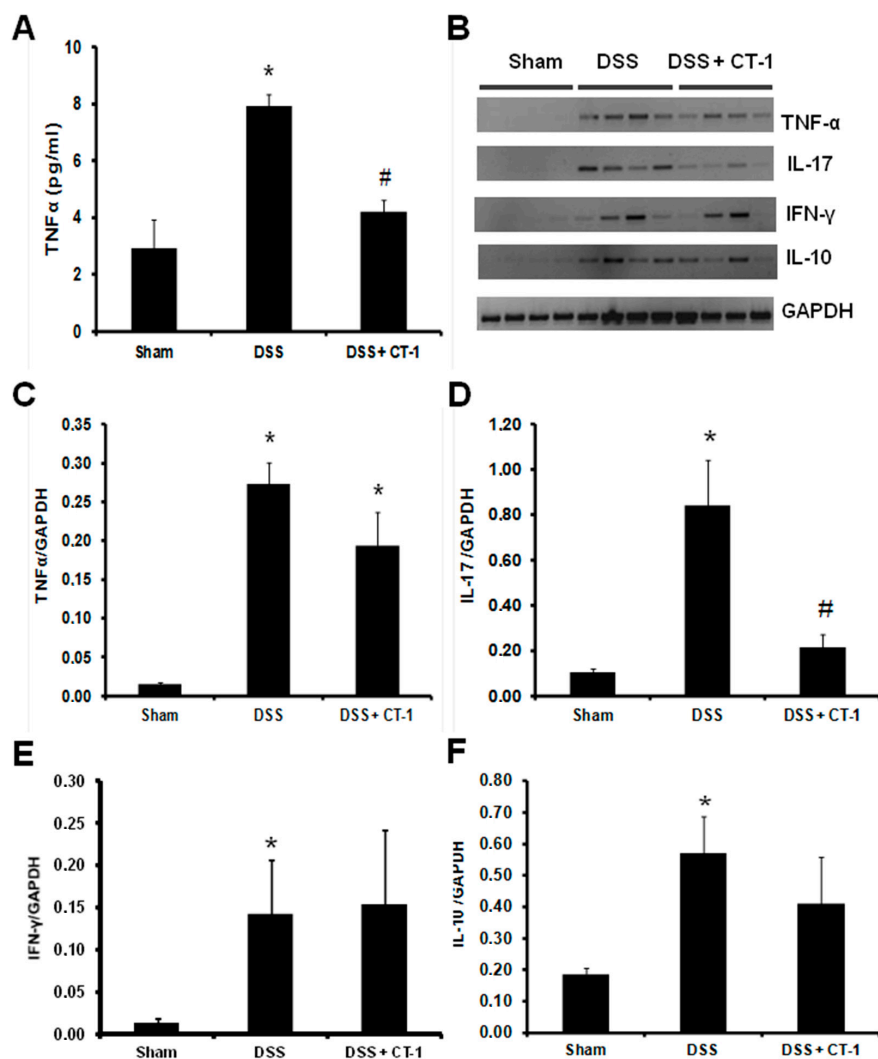 A
TNFα (pg/ml)
10
8
6
4
2
0
*
#
Sham DSS DSS+ CT-1
B
Sham DSS DSS + CT-1
TNF-α
IL-17
IFN-γ
IL-10
GAPDH
C
TNFα/GAPDH
0.40
0.35
0.30
0.25
0.20
0.15
0.10
0.05
0.00
*
*
Sham DSS DSS+ CT-1
D
IL-17 /GAPDH
1.20
1.00
0.80
0.60
0.40
0.20
0.00
*
#
Sham DSS DSS + CT-1
E
IFN-γ/GAPDH
0.30
0.25
0.20
0.15
0.10
0.05
0.00
*
Sham DSS DSS + CT-1
F
IL-10 /GAPDH
0.80
0.70
0.60
0.50
0.40
0.30
0.20
0.10
0.00
*
Sham DSS DSS + CT-1